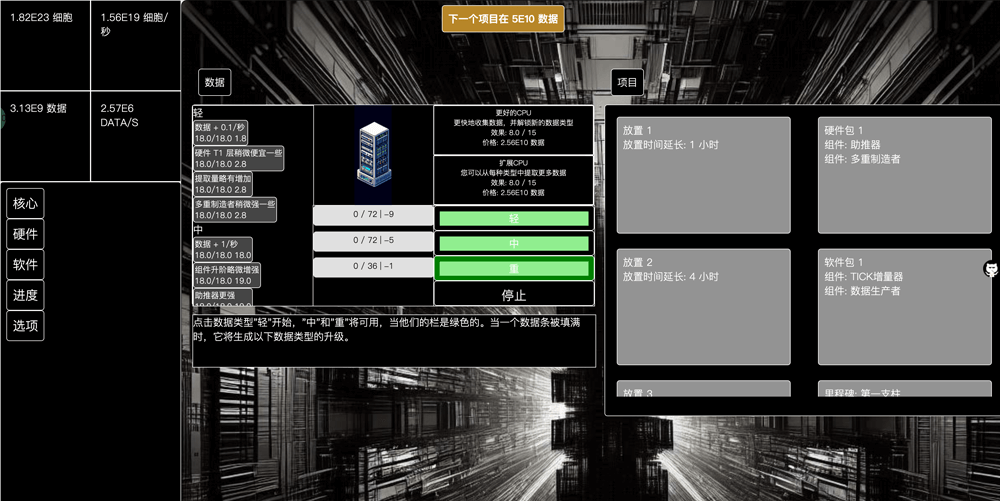 1.82E23 细胞
1.56E19 细胞/
秒
3.13E9 数据
2.57E6
DATA/S
核心
硬件
软件
进度
选项
下一个项目在 5E10 数据
数据
轻
数据 + 0.1/秒
18.0/18.0 1.8
硬件 T1 层稍微便宜一些
18.0/18.0 2.8
提取量略有增加
18.0/18.0 2.8
多重制造者稍微强一些
18.0/18.0 2.8
中
数据 + 1/秒
18.0/18.0 18.0
组件升阶略微增强
18.0/18.0 19.0
助推器更强
0 / 72 | −9
0 / 72 | −5
0 / 36 | −1
更好的CPU
更快地收集数据，并解锁新的数据类型
效果: 8.0 / 15
价格: 2.56E10 数据
扩展CPU
您可以从每种类型中提取更多数据
效果: 8.0 / 15
价格: 2.56E10 数据
轻
中
重
停止
点击数据类型"轻"开始，"中"和"重"将可用，当他们的栏是绿色的。当一个数据条被填满
时，它将生成以下数据类型的升级。
项目
放置 1
放置时间延长: 1 小时
硬件包 1
组件: 助推器
组件: 多重制造者
放置 2
放置时间延长: 4 小时
软件包 1
组件: TICK增量器
组件: 数据生产者
放置 3
里程碑: 第一支柱